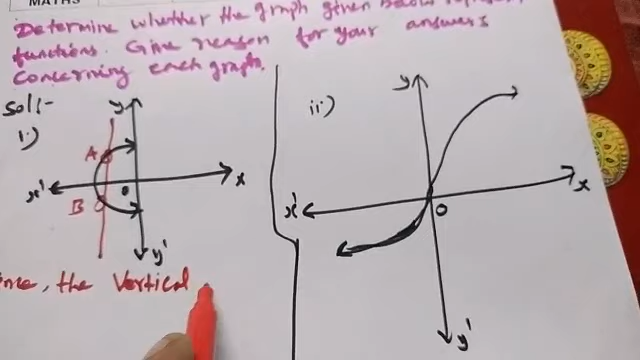 MATHS
Determine whether the graph given below
functions. Give reason for your answers
concerning each graph.
Sol:-
i)
y
A
x'
o
x
B
y'
ii)
y
x'
O
x
y'
the Vertical